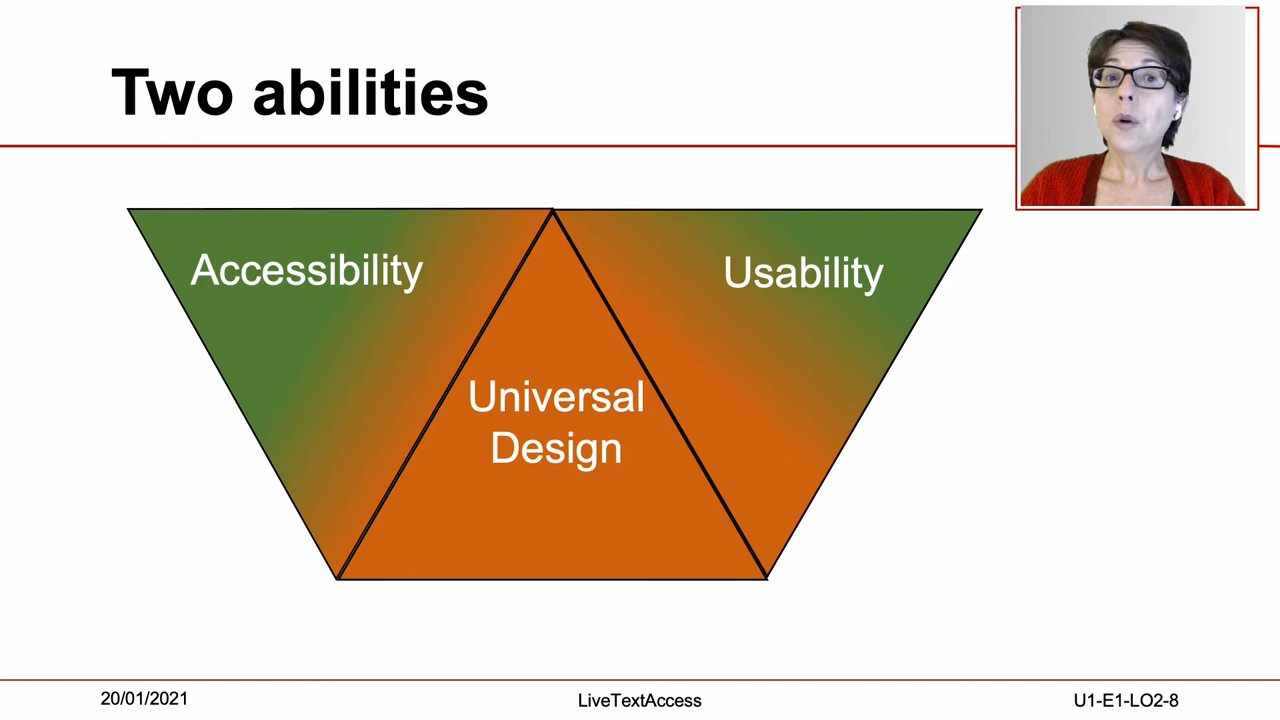 Two abilities
Accessibility
Usability
Universal
Design
20/01/2021
LiveTextAccess
U1-E1-LO2-8